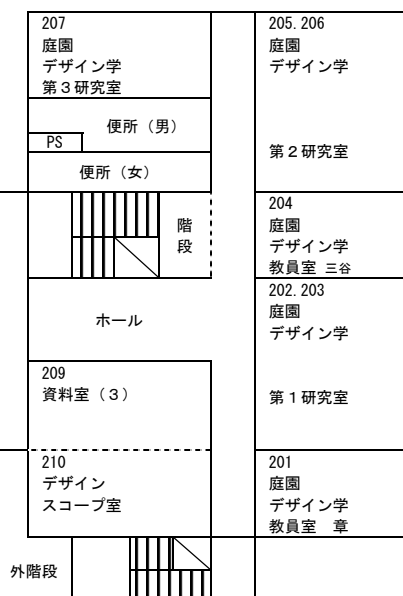 207
庭園
デザイン学
第３研究室
便所（男）
PS
便所（女）
階
段
ホール
209
資料室（３）
210
デザイン
スコープ室
外階段
205.206
庭園
デザイン学
第２研究室
204
庭園
デザイン学
教員室 三谷
202.203
庭園
デザイン学
第１研究室
201
庭園
デザイン学
教員室　章